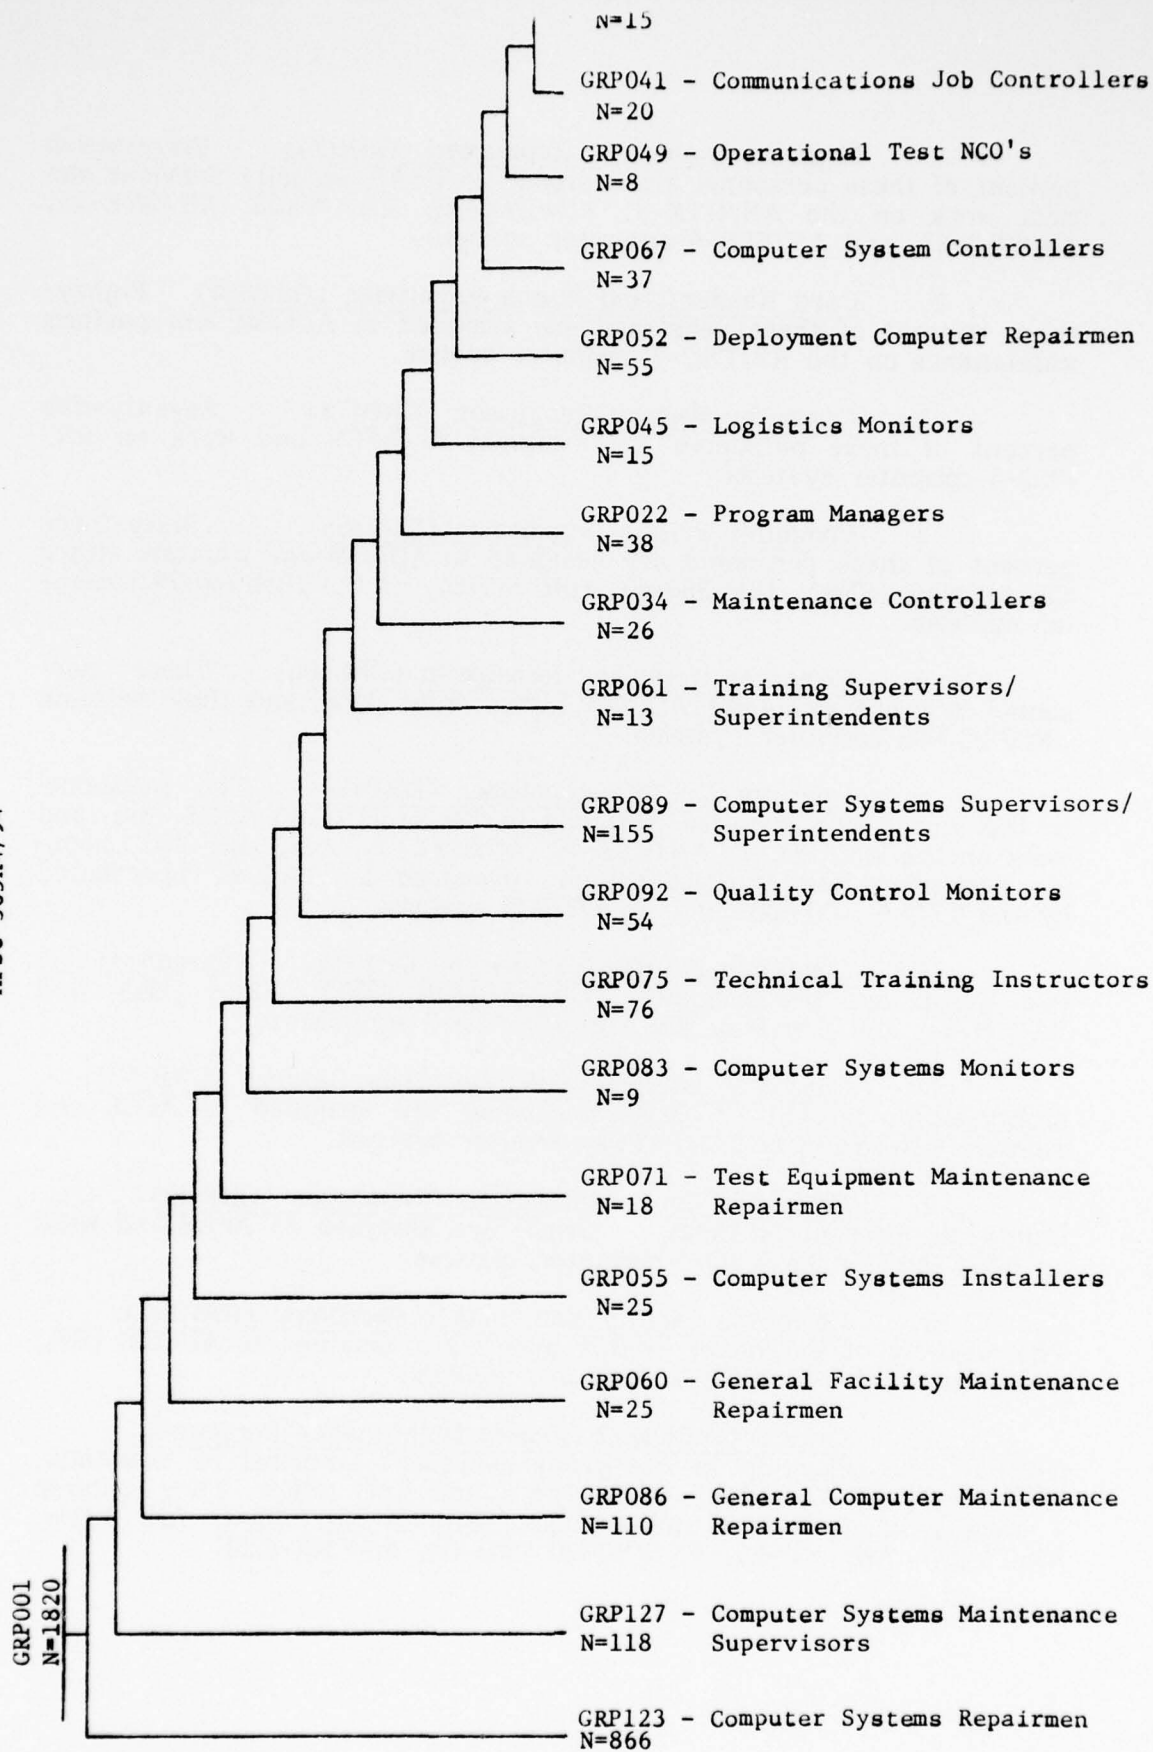 N=15
GRP041 - Communications Job Controllers
N=20
GRP049 - Operational Test NCO's
N=8
GRP067 - Computer System Controllers
N=37
GRP052 - Deployment Computer Repairmen
N=55
GRP045 - Logistics Monitors
N=15
GRP022 - Program Managers
N=38
GRP034 - Maintenance Controllers
N=26
GRP061 - Training Supervisors/
N=13 Superintendents
GRP089 - Computer Systems Supervisors/
N=155 Superintendents
GRP092 - Quality Control Monitors
N=54
GRP075 - Technical Training Instructors
N=76
GRP083 - Computer Systems Monitors
N=9
GRP071 - Test Equipment Maintenance
N=18 Repairmen
GRP055 - Computer Systems Installers
N=25
GRP060 - General Facility Maintenance
N=25 Repairmen
GRP086 - General Computer Maintenance
N=110 Repairmen
GRP001
N=1820
GRP127 - Computer Systems Maintenance
N=118 Supervisors
GRP123 - Computer Systems Repairmen
N=866